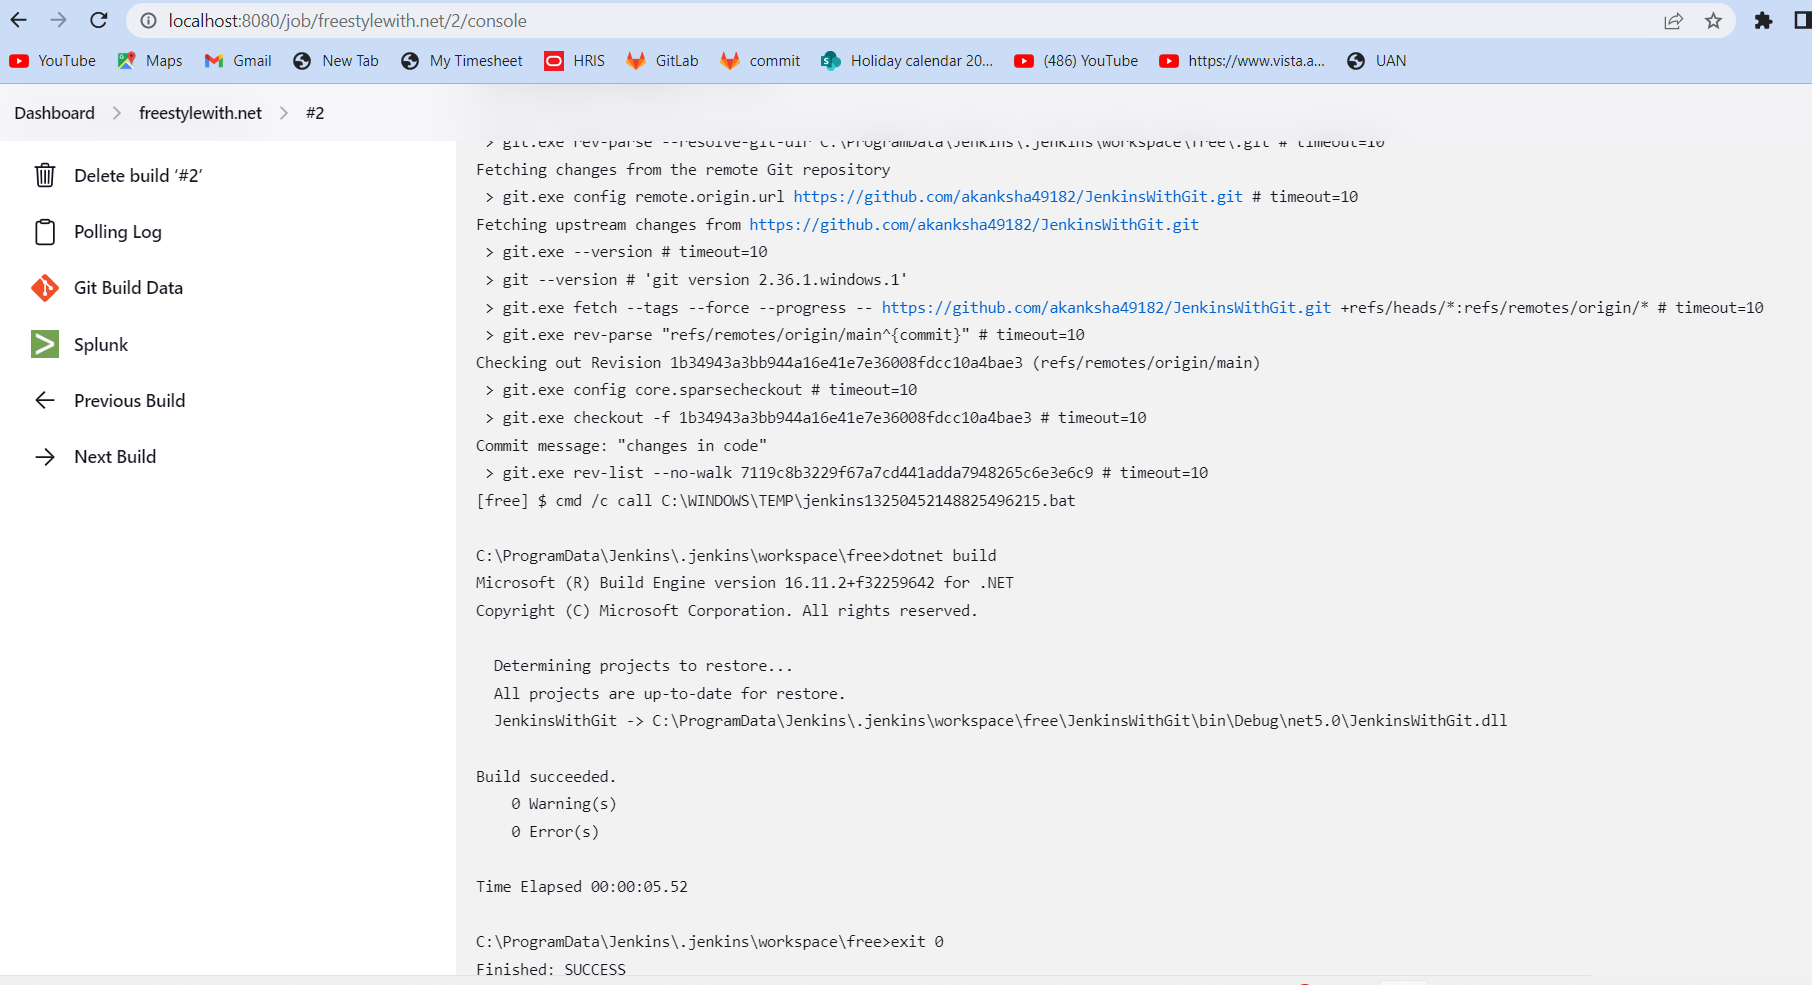 localhost:8080/job/freestylewith.net/2/console
YouTube Maps Gmail New Tab My Timesheet HRIS GitLab commit Holiday calendar 20... (486) YouTube https://www.vista.a... UAN
Dashboard > freestylewith.net > #2
Delete build ‘#2’
Polling Log
Git Build Data
Splunk
Previous Build
Next Build
> git.exe rev-parse --resolve-git-dir C:\ProgramData\Jenkins\.jenkins\workspace\free\.git # timeout=10
Fetching changes from the remote Git repository
> git.exe config remote.origin.url https://github.com/akanksha49182/JenkinsWithGit.git # timeout=10
Fetching upstream changes from https://github.com/akanksha49182/JenkinsWithGit.git
> git.exe --version # timeout=10
> git --version # 'git version 2.36.1.windows.1'
> git.exe fetch --tags --force --progress -- https://github.com/akanksha49182/JenkinsWithGit.git +refs/heads/*:refs/remotes/origin/* # timeout=10
> git.exe rev-parse "refs/remotes/origin/main^{commit}" # timeout=10
Checking out Revision 1b34943a3bb944a16e41e7e36008fdcc10a4bae3 (refs/remotes/origin/main)
> git.exe config core.sparsecheckout # timeout=10
> git.exe checkout -f 1b34943a3bb944a16e41e7e36008fdcc10a4bae3 # timeout=10
Commit message: "changes in code"
> git.exe rev-list --no-walk 7119c8b3229f67a7cd441adda7948265c6e3e6c9 # timeout=10
[free] $ cmd /c call C:\WINDOWS\TEMP\jenkins13250452148825496215.bat
C:\ProgramData\Jenkins\.jenkins\workspace\free>dotnet build
Microsoft (R) Build Engine version 16.11.2+f32259642 for .NET
Copyright (C) Microsoft Corporation. All rights reserved.
Determining projects to restore...
All projects are up-to-date for restore.
JenkinsWithGit -> C:\ProgramData\Jenkins\.jenkins\workspace\free\JenkinsWithGit\bin\Debug\net5.0\JenkinsWithGit.dll
Build succeeded.
0 Warning(s)
0 Error(s)
Time Elapsed 00:00:05.52
C:\ProgramData\Jenkins\.jenkins\workspace\free>exit 0
Finished: SUCCESS